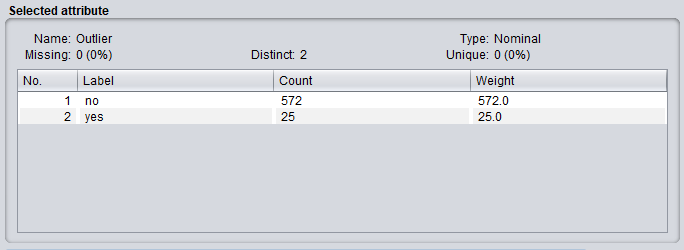 Selected attribute
Name: Outlier Type: Nominal
Missing: 0 (0%) Distinct: 2 Unique: 0 (0%)
No. Label Count Weight
1 no 572 572.0
2 yes 25 25.0